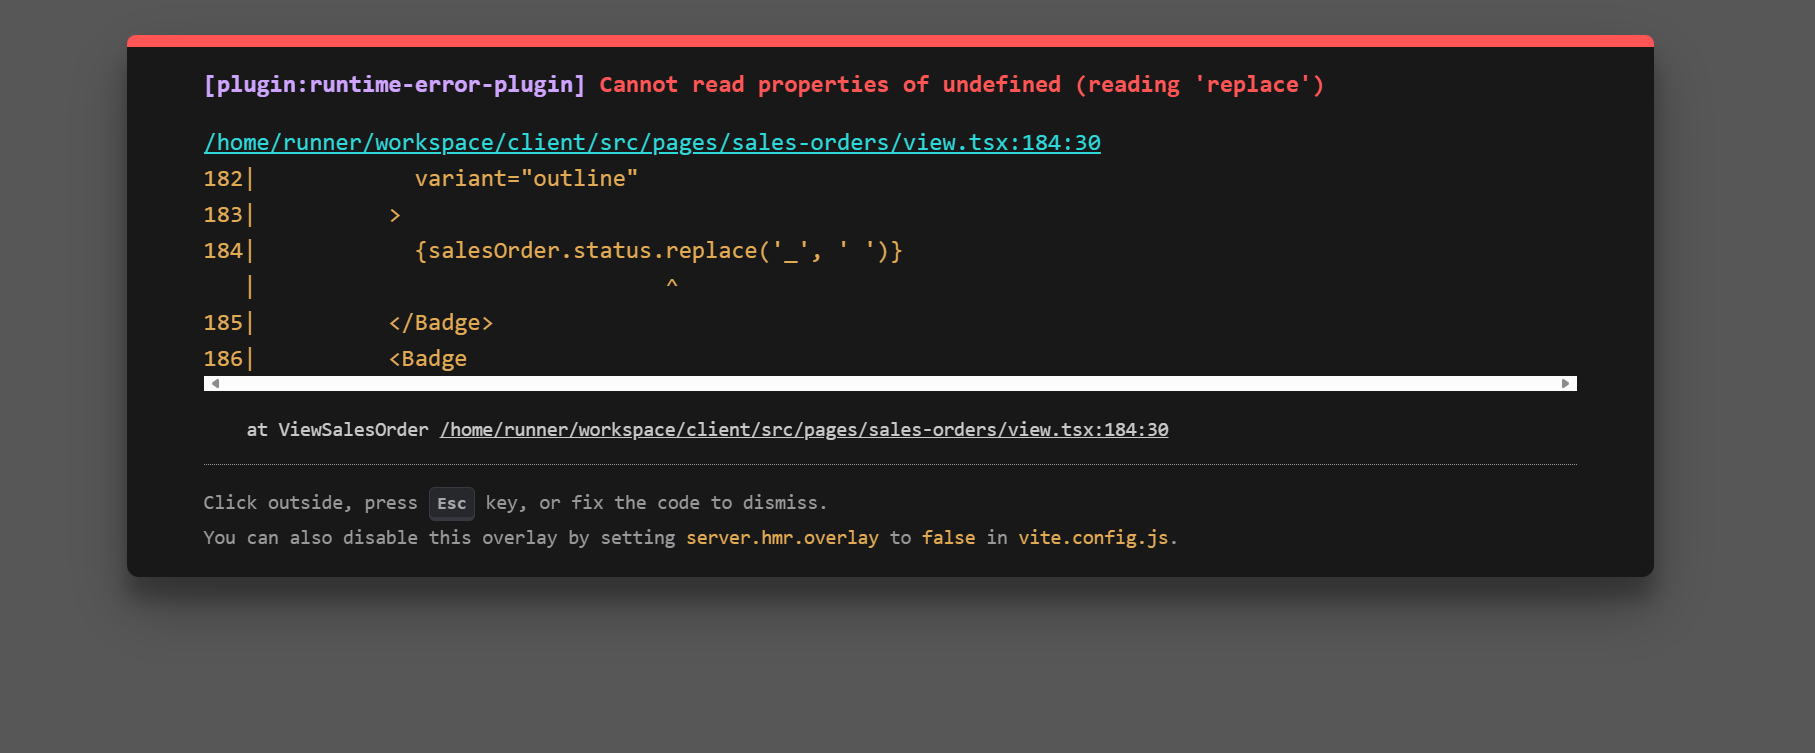 [plugin:runtime-error-plugin] Cannot read properties of undefined (reading 'replace')
/home/runner/workspace/client/src/pages/sales-orders/view.tsx:184:30
182|            variant="outline"
183|          >
184|            {salesOrder.status.replace('_', ' ')}
   |                               ^
185|          </Badge>
186|          <Badge
at ViewSalesOrder /home/runner/workspace/client/src/pages/sales-orders/view.tsx:184:30
Click outside, press Esc key, or fix the code to dismiss.
You can also disable this overlay by setting server.hmr.overlay to false in vite.config.js.